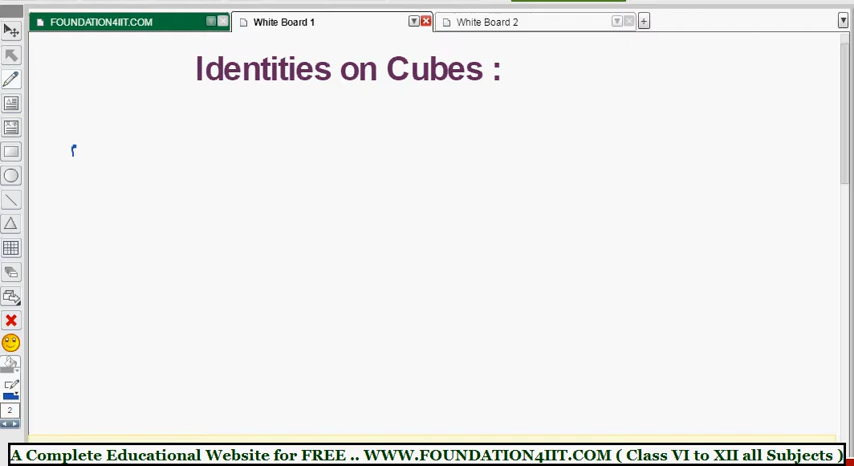 FOUNDATION4IIT.COM
White Board 1
White Board 2
Identities on Cubes :
2
A Complete Educational Website for FREE .. WWW.FOUNDATION4IIT.COM ( Class VI to XII all Subjects )